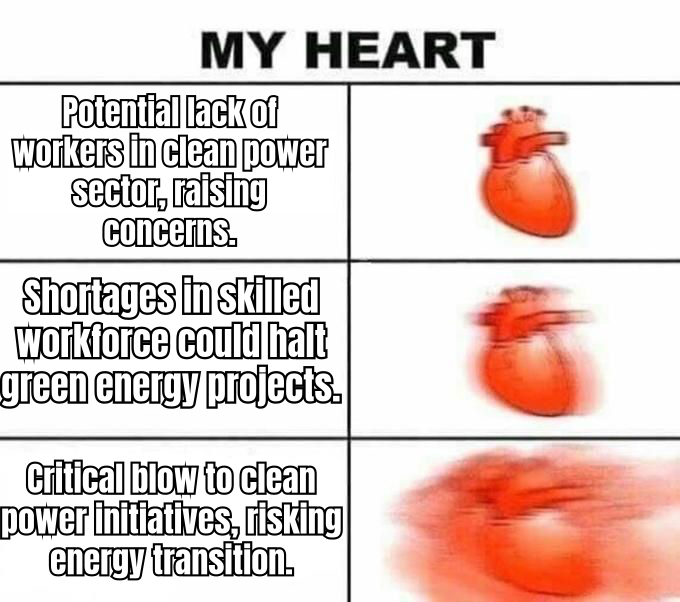 MY HEART
Potential lack of
workers in clean power
sector, raising
concerns.
Shortages in skilled
workforce could halt
green energy projects.
Critical blow to clean
power initiatives, risking
energy transition.